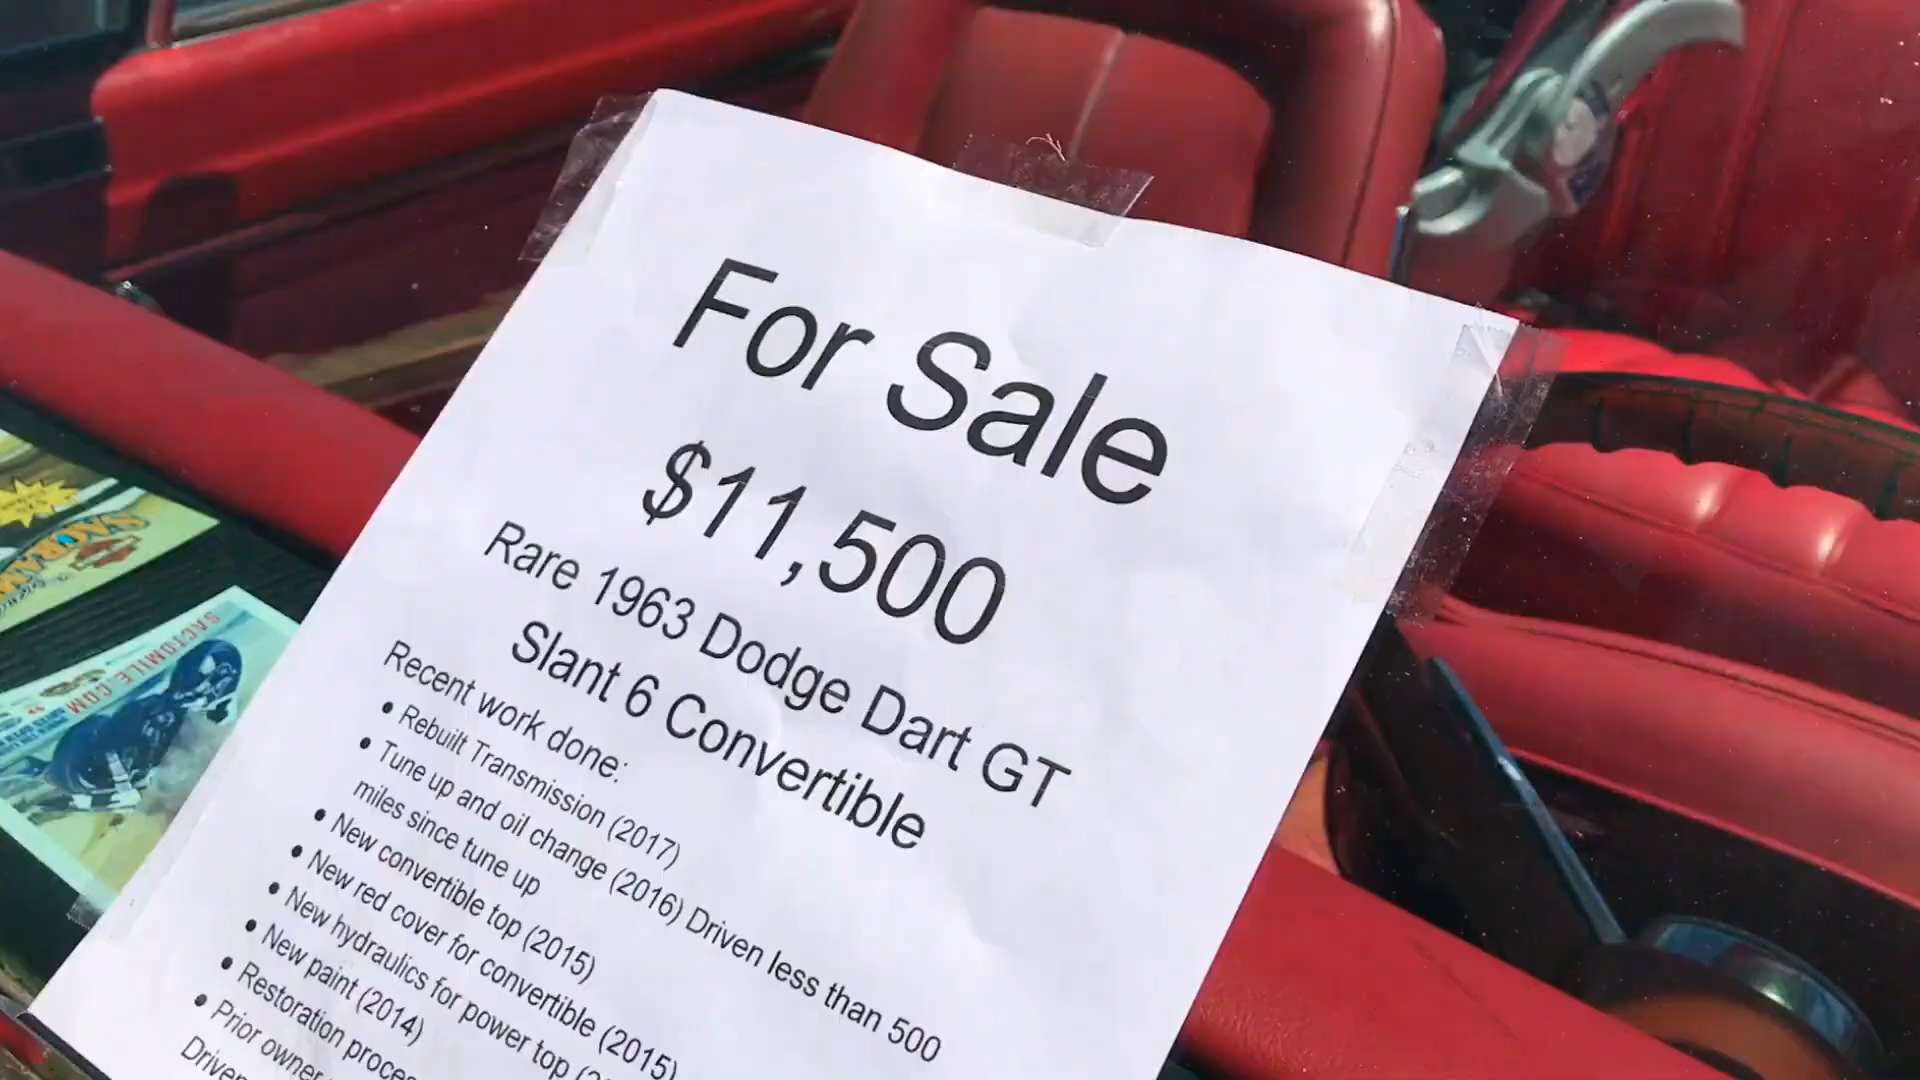 For Sale
$11,500
Rare 1963 Dodge Dart GT
Slant 6 Convertible
Recent work done:
• Rebuilt Transmission (2017)
• Tune up and oil change (2016) Driven less than 500
miles since tune up
• New convertible top (2015)
• New red cover for convertible (2015)
• New hydraulics for power top
• New paint (2014)
• Restoration
• Prior owner
SACTOMILE.COM